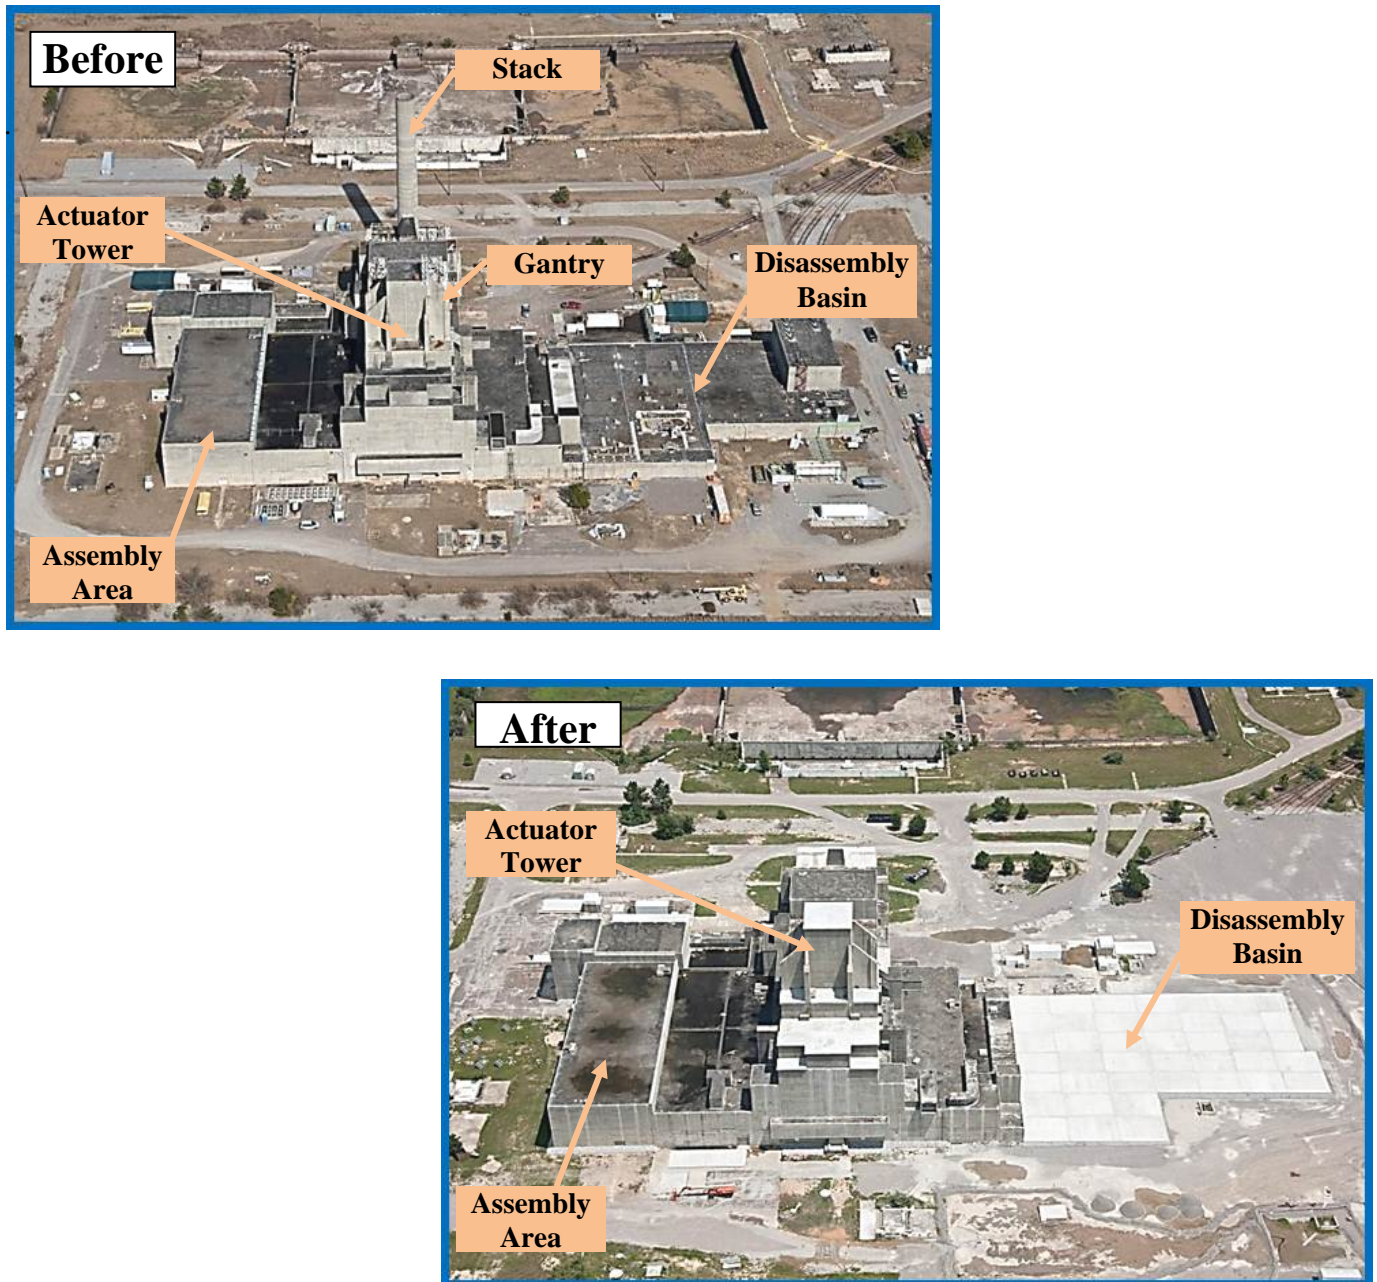 Before
Stack
Actuator
Tower
Gantry
Disassembly
Basin
Assembly
Area
After
Actuator
Tower
Disassembly
Basin
Assembly
Area